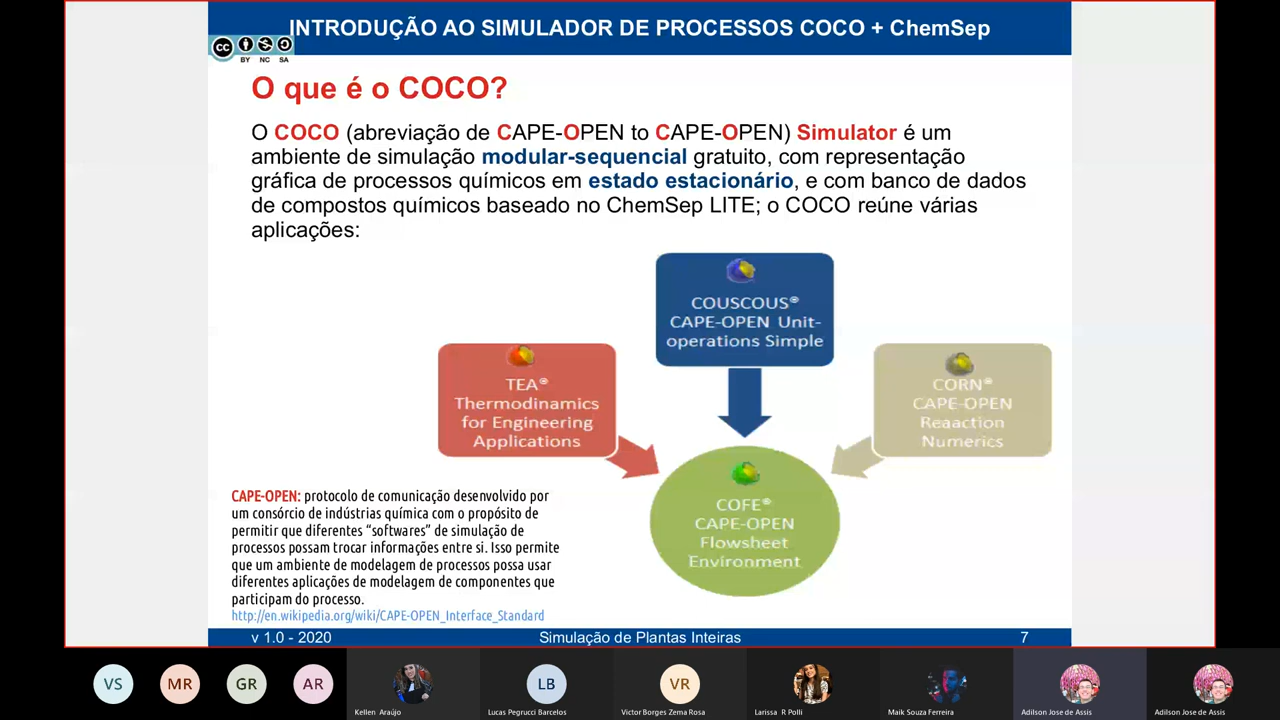 INTRODUÇÃO AO SIMULADOR DE PROCESSOS COCO + ChemSep
cc
BY NC SA
O que é o COCO?
O COCO (abreviação de CAPE-OPEN to CAPE-OPEN) Simulator é um
ambiente de simulação modular-sequencial gratuito, com representação
gráfica de processos químicos em estado estacionário, e com banco de dados
de compostos químicos baseado no ChemSep LITE; o COCO reúne várias
aplicações:
COUSCOUS®
CAPE-OPEN Unit-
operations Simple
TEA®
Thermodinamics
for Engineering
Applications
CORN®
CAPE-OPEN
Reaaction
Numerics
COFE®
CAPE-OPEN
Flowsheet
Environment
CAPE-OPEN: protocolo de comunicação desenvolvido por
um consórcio de indústrias química com o propósito de
permitir que diferentes “softwares” de simulação de
processos possam trocar informações entre si. Isso permite
que um ambiente de modelagem de processos possa usar
diferentes aplicações de modelagem de componentes que
participam do processo.
http://en.wikipedia.org/wiki/CAPE-OPEN_Interface_Standard
v 1.0 - 2020 Simulação de Plantas Inteiras 7
VS MR GR AR LB VR
Kellen Araújo Lucas Pegrucci Barcelos Victor Borges Zema Rosa Larissa R Polli Maik Souza Ferreira Adilson Jose de Assis Adilson Jose de Assis